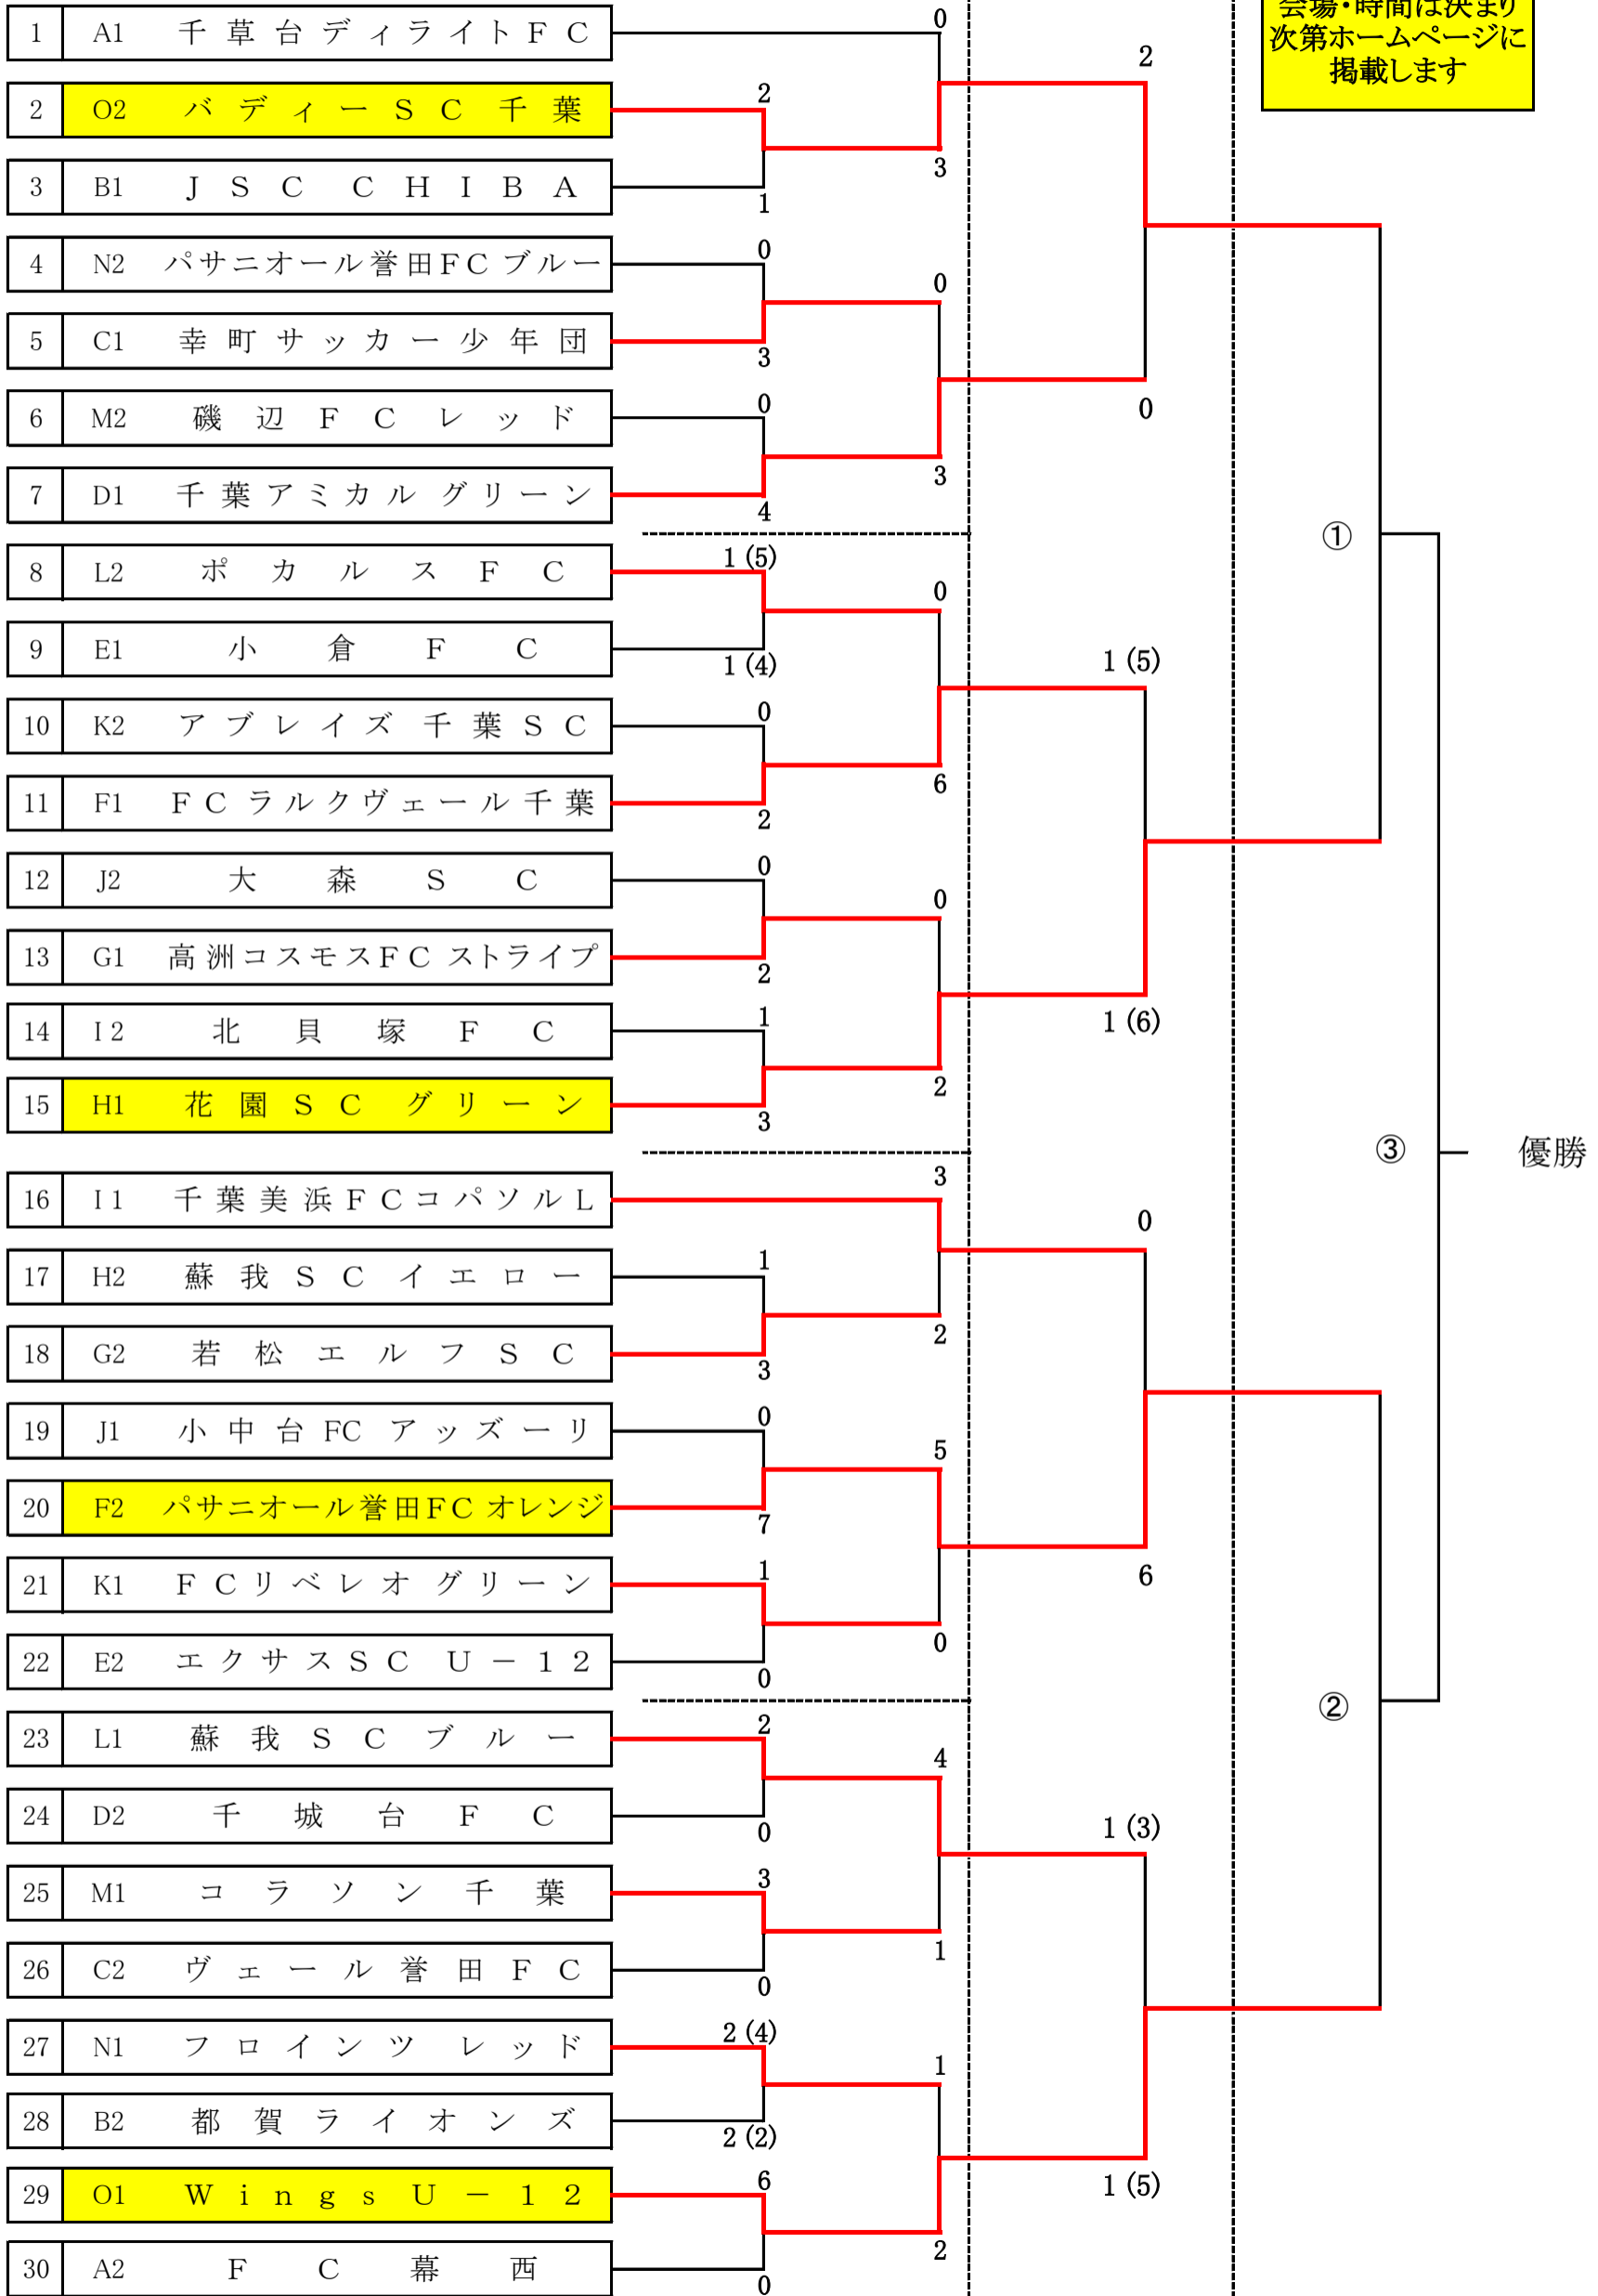 会場・時間は決まり
次第ホームページに
掲載します
1 A1 千草台ディライトFC
2 O2 バディーSC千葉
3 B1 JSC CHIBA
4 N2 パサニオール誉田FCブルー
5 C1 幸町サッカー少年団
6 M2 磯辺FCレッド
7 D1 千葉アミカルグリーン
8 L2 ポカルスFC
9 E1 小倉FC
10 K2 アブレイズ千葉SC
11 F1 FCラルクヴェール千葉
12 J2 大森SC
13 G1 高洲コスモスFCストライプ
14 I2 北貝塚FC
15 H1 花園SCグリーン
16 I1 千葉美浜FCコパソルL
17 H2 蘇我SCイエロー
18 G2 若松エルフSC
19 J1 小中台FCアッズーリ
20 F2 パサニオール誉田FCオレンジ
21 K1 FCリベレオグリーン
22 E2 エクサスSC U−12
23 L1 蘇我SCブルー
24 D2 千城台FC
25 M1 コラソン千葉
26 C2 ヴェール誉田FC
27 N1 フロインツ レッド
28 B2 都賀ライオンズ
29 O1 WingsU−12
30 A2 FC幕西
2
1
0
3
0
4
1 (5)
1 (4)
0
2
0
2
1
3
1
3
0
7
1
0
2
0
3
0
2 (4)
2 (2)
6
0
0
3
0
3
0
6
0
2
3
2
5
0
4
1
1
2
2
0
1 (5)
1 (6)
0
6
1 (3)
1 (5)
①
②
③
優勝